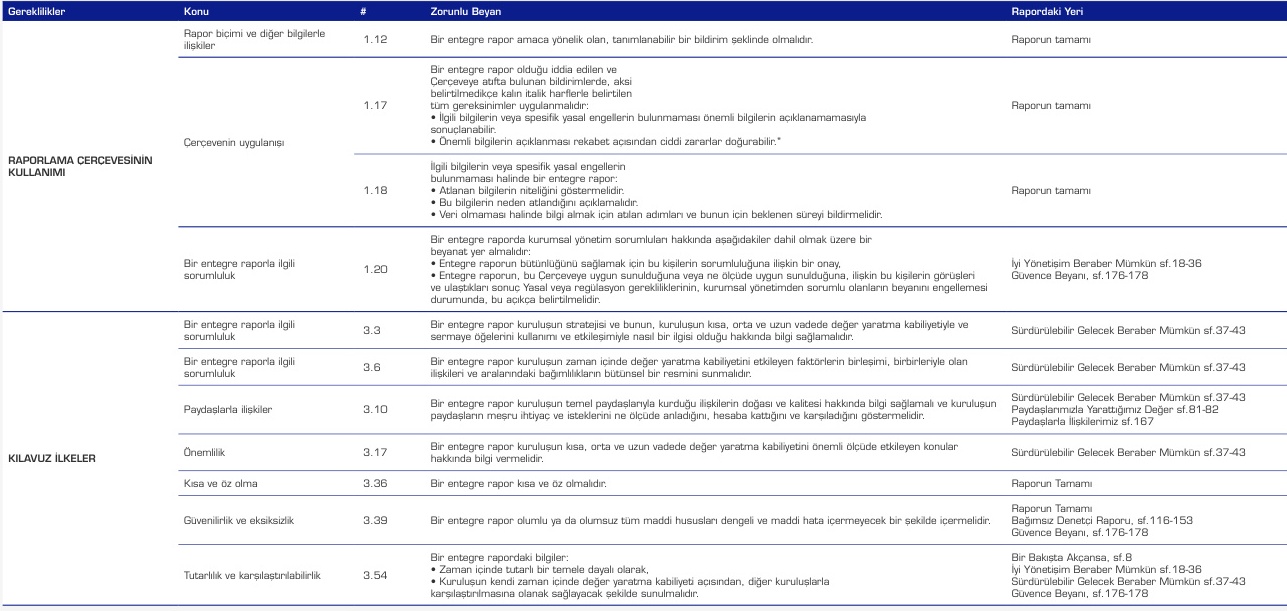 Gereklilikler Konu # Zorunlu Beyan Rapordaki Yeri
RAPORLAMA ÇERÇEVESİNİN
KULLANIMI
Rapor biçimi ve diğer bilgilerle
ilişkiler
1.12
Bir entegre rapor amaca yönelik olan, tanımlanabilir bir bildirim şeklinde olmalıdır.
Raporun tamamı
Çerçevenin uygulanışı
1.17
Bir entegre rapor olduğu iddia edilen ve
Çerçeveye atıfta bulunan bildirimlerde, aksi
belirtilmedikçe kalın italik harflerle belirtilen
tüm gereksinimler uygulanmalıdır:
• İlgili bilgilerin veya spesifik yasal engellerin bulunmaması önemli bilgilerin açıklanamamasıyla
sonuçlanabilir.
• Önemli bilgilerin açıklanması rekabet açısından ciddi zararlar doğurabilir.”
Raporun tamamı
1.18
İlgili bilgilerin veya spesifik yasal engellerin
bulunmaması halinde bir entegre rapor:
• Atlanan bilgilerin niteliğini göstermelidir.
• Bu bilgilerin neden atlandığını açıklamalıdır.
• Veri olmaması halinde bilgi almak için atılan adımları ve bunun için beklenen süreyi bildirmelidir.
Raporun tamamı
Bir entegre raporla ilgili
sorumluluk
1.20
Bir entegre raporda kurumsal yönetim sorumluları hakkında aşağıdakiler dahil olmak üzere bir
beyanat yer almalıdır:
• Entegre raporun bütünlüğünü sağlamak için bu kişilerin sorumluluğuna ilişkin bir onay,
• Entegre raporun, bu Çerçeveye uygun sunulduğuna veya ne ölçüde uygun sunulduğuna, ilişkin bu kişilerin görüşleri
ve ulaştıkları sonuç Yasal veya regülasyon gerekliliklerinin, kurumsal yönetimden sorumlu olanların beyanını engellemesi
durumunda, bu açıkça belirtilmelidir.
İyi Yönetişim Beraber Mümkün sf.18-36
Güvence Beyanı, sf.176-178
KILAVUZ İLKELER
Bir entegre raporla ilgili
sorumluluk
3.3
Bir entegre rapor kuruluşun stratejisi ve bunun, kuruluşun kısa, orta ve uzun vadede değer yaratma kabiliyetiyle ve
sermaye öğelerini kullanımı ve etkileşimiyle nasıl bir ilgisi olduğu hakkında bilgi sağlamalıdır.
Sürdürülebilir Gelecek Beraber Mümkün sf.37-43
Bir entegre raporla ilgili
sorumluluk
3.6
Bir entegre rapor kuruluşun zaman içinde değer yaratma kabiliyetini etkileyen faktörlerin birleşimi, birbirleriyle olan
ilişkileri ve aralarındaki bağımlılıkların bütünsel bir resmini sunmalıdır.
Sürdürülebilir Gelecek Beraber Mümkün sf.37-43
Paydaşlarla ilişkiler
3.10
Bir entegre rapor kuruluşun temel paydaşlarıyla kurduğu ilişkilerin doğası ve kalitesi hakkında bilgi sağlamalı ve kuruluşun
paydaşların meşru ihtiyaç ve isteklerini ne ölçüde anladığını, hesaba kattığını ve karşıladığını göstermelidir.
Sürdürülebilir Gelecek Beraber Mümkün sf.37-43
Paydaşlarımızla Yarattığımız Değer sf.81-82
Paydaşlarla İlişkilerimiz sf.167
Önemlilik
3.17
Bir entegre rapor kuruluşun kısa, orta ve uzun vadede değer yaratma kabiliyetini önemli ölçüde etkileyen konular
hakkında bilgi vermelidir.
Sürdürülebilir Gelecek Beraber Mümkün sf.37-43
Kısa ve öz olma
3.36
Bir entegre rapor kısa ve öz olmalıdır.
Raporun Tamamı
Güvenilirlik ve eksiksizlik
3.39
Bir entegre rapor olumlu ya da olumsuz tüm maddi hususları dengeli ve maddi hata içermeyecek bir şekilde içermelidir.
Raporun Tamamı
Bağımsız Denetçi Raporu, sf.116-153
Güvence Beyanı, sf.176-178
Tutarlılık ve karşılaştırılabilirlik
3.54
Bir entegre rapordaki bilgiler:
• Zaman içinde tutarlı bir temele dayalı olarak,
• Kuruluşun kendi zaman içinde değer yaratma kabiliyeti açısından, diğer kuruluşlarla
karşılaştırılmasına olanak sağlayacak şekilde sunulmalıdır.
Bir Bakışta Akçansa, sf.8
İyi Yönetişim Beraber Mümkün sf.18-36
Sürdürülebilir Gelecek Beraber Mümkün sf.37-43
Güvence Beyanı, sf.176-178